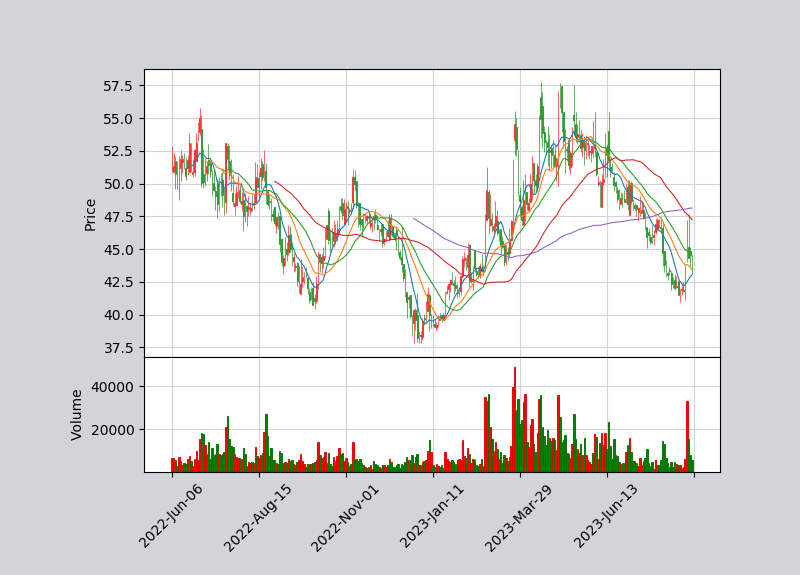 57.5
55.0
52.5
50.0
47.5
45.0
42.5
40.0
37.5
Price
40000
20000
Volume
2022-Jun-06
2022-Aug-15
2022-Nov-01
2023-Jan-11
2023-Mar-29
2023-Jun-13